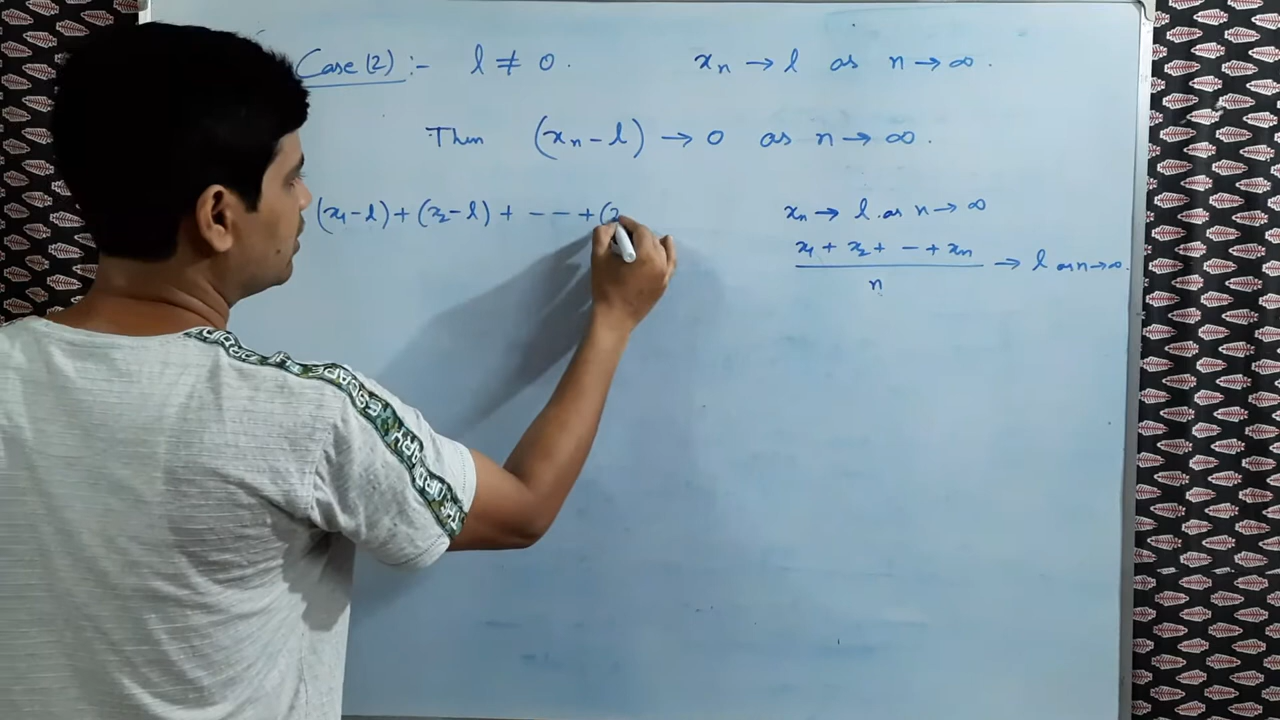 Case (2) :- l ≠ 0. xₙ → l as n → ∞.
Then (xₙ - l) → 0 as n → ∞.
(x₁ - l) + (x₂ - l) + - - - + (
xₙ → l as n → ∞
x₁ + x₂ + - - + xₙ / n → l as n → ∞.